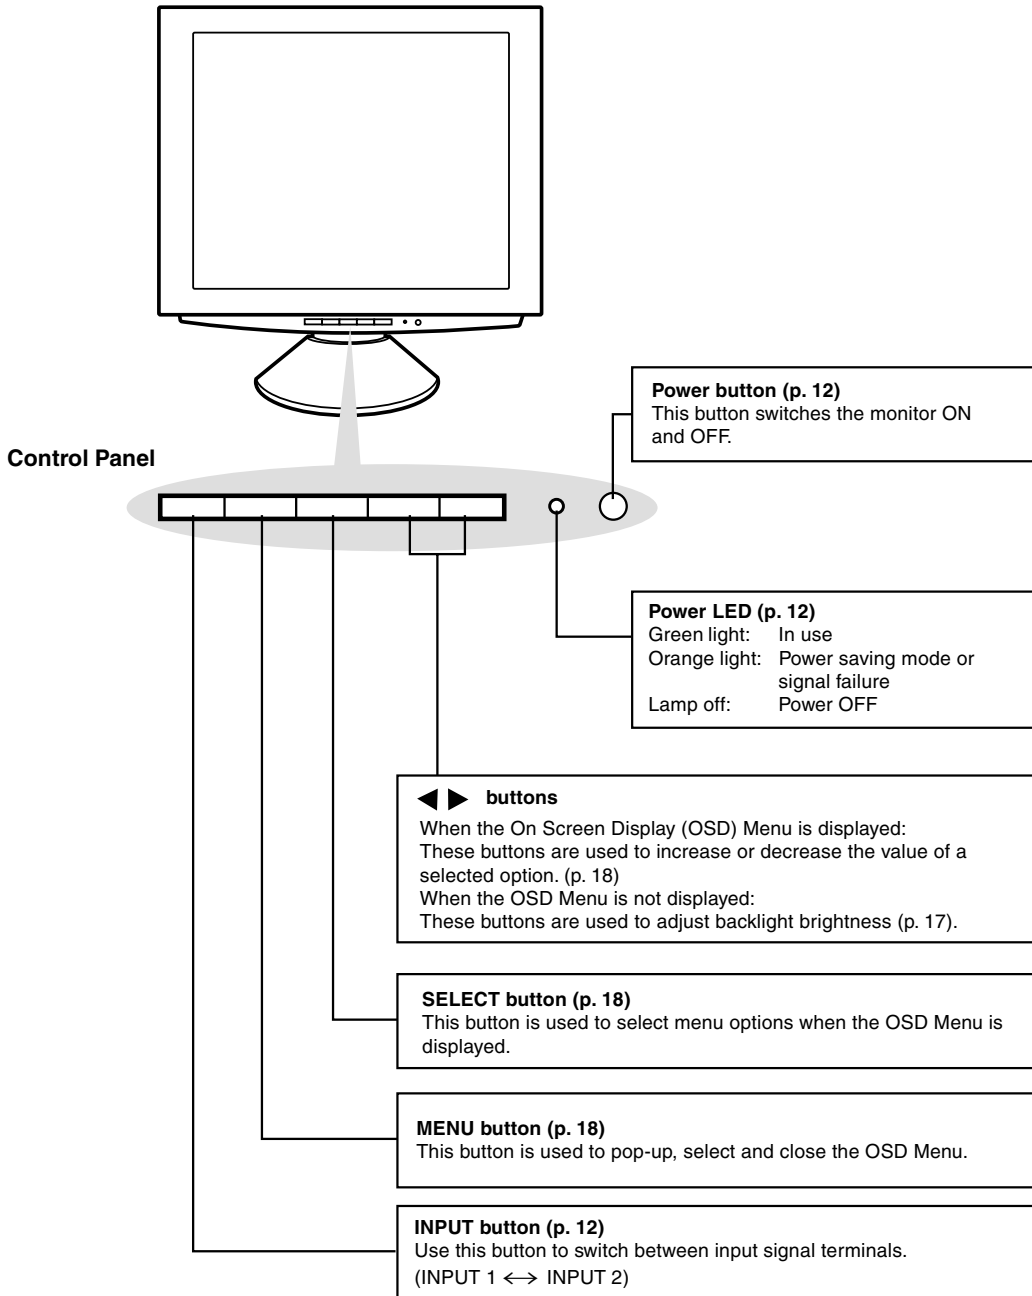 Control Panel
Power button (p. 12)
This button switches the monitor ON
and OFF.
Power LED (p. 12)
Green light: In use
Orange light: Power saving mode or
signal failure
Lamp off: Power OFF
◀ ▶ buttons
When the On Screen Display (OSD) Menu is displayed:
These buttons are used to increase or decrease the value of a
selected option. (p. 18)
When the OSD Menu is not displayed:
These buttons are used to adjust backlight brightness (p. 17).
SELECT button (p. 18)
This button is used to select menu options when the OSD Menu is
displayed.
MENU button (p. 18)
This button is used to pop-up, select and close the OSD Menu.
INPUT button (p. 12)
Use this button to switch between input signal terminals.
(INPUT 1 ⟷ INPUT 2)